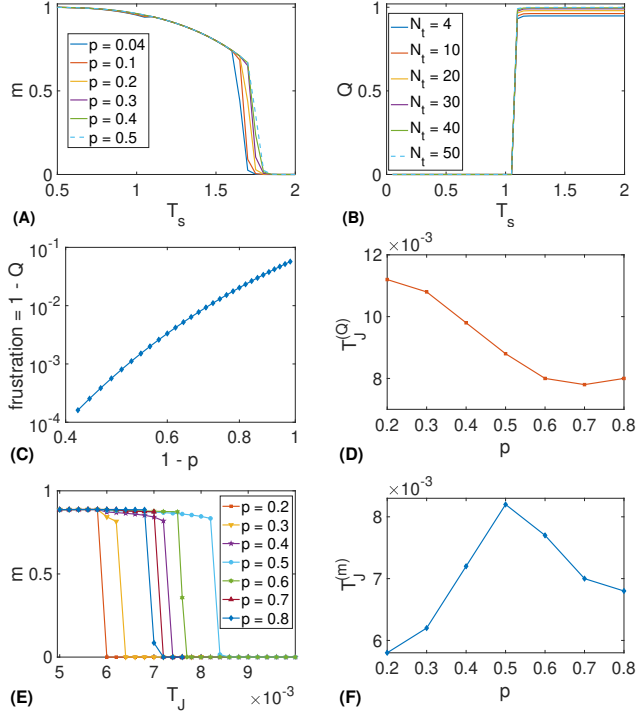 1
0.5
0
m
p = 0.04
p = 0.1
p = 0.2
p = 0.3
p = 0.4
p = 0.5
0.5
1
1.5
2
T_s
(A)
1
0.5
0
Q
N_t = 4
N_t = 10
N_t = 20
N_t = 30
N_t = 40
N_t = 50
0
0.5
1
1.5
2
T_s
(B)
10^-1
10^-2
10^-3
10^-4
frustration = 1 - Q
0.4
0.6
0.8
1
1 - p
(C)
×10^-3
12
10
8
T_J^(Q)
0.2
0.3
0.4
0.5
0.6
0.7
0.8
p
(D)
1
0.5
0
m
p = 0.2
p = 0.3
p = 0.4
p = 0.5
p = 0.6
p = 0.7
p = 0.8
5
6
7
8
9
×10^-3
T_J
(E)
×10^-3
8
7
6
T_J^(m)
0.2
0.3
0.4
0.5
0.6
0.7
0.8
p
(F)